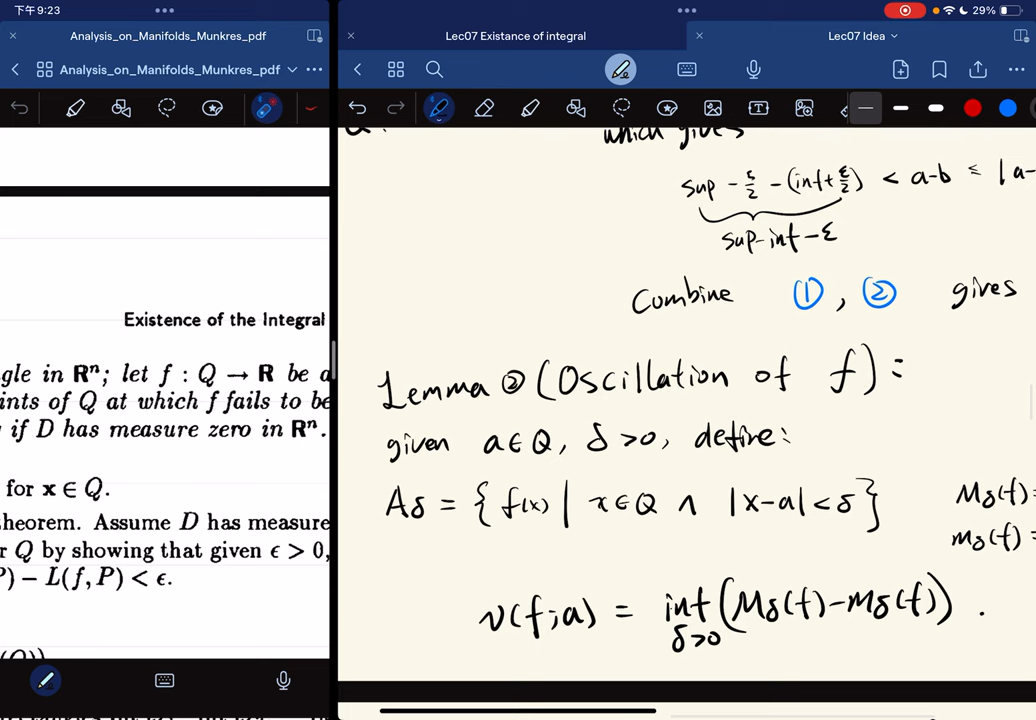 下午9:23
29%
Analysis_on_Manifolds_Munkres_pdf
Lec07 Existance of integral
Lec07 Idea
Analysis_on_Manifolds_Munkres_pdf
Existence of the Integral
gle in Rⁿ; let f : Q → R be a
ints of Q at which f fails to be
if D has measure zero in Rⁿ.
for x ∈ Q.
heorem. Assume D has measure
r Q by showing that given ϵ > 0,
P) − L(f, P) < ϵ.
which gives
sup - ε/2 - (inf + ε/2) < a-b ≤ |a-
sup-inf-ε
Combine ①, ② gives
Lemma ② (Oscillation of f):
given a∈Q, δ>0, define:
Aδ = {f(x) | x∈Q ∧ |x-a|<δ}
Mδ(f)=
mδ(f)=
ν(f;a) = inf (Mδ(f)-mδ(f)).
δ>0